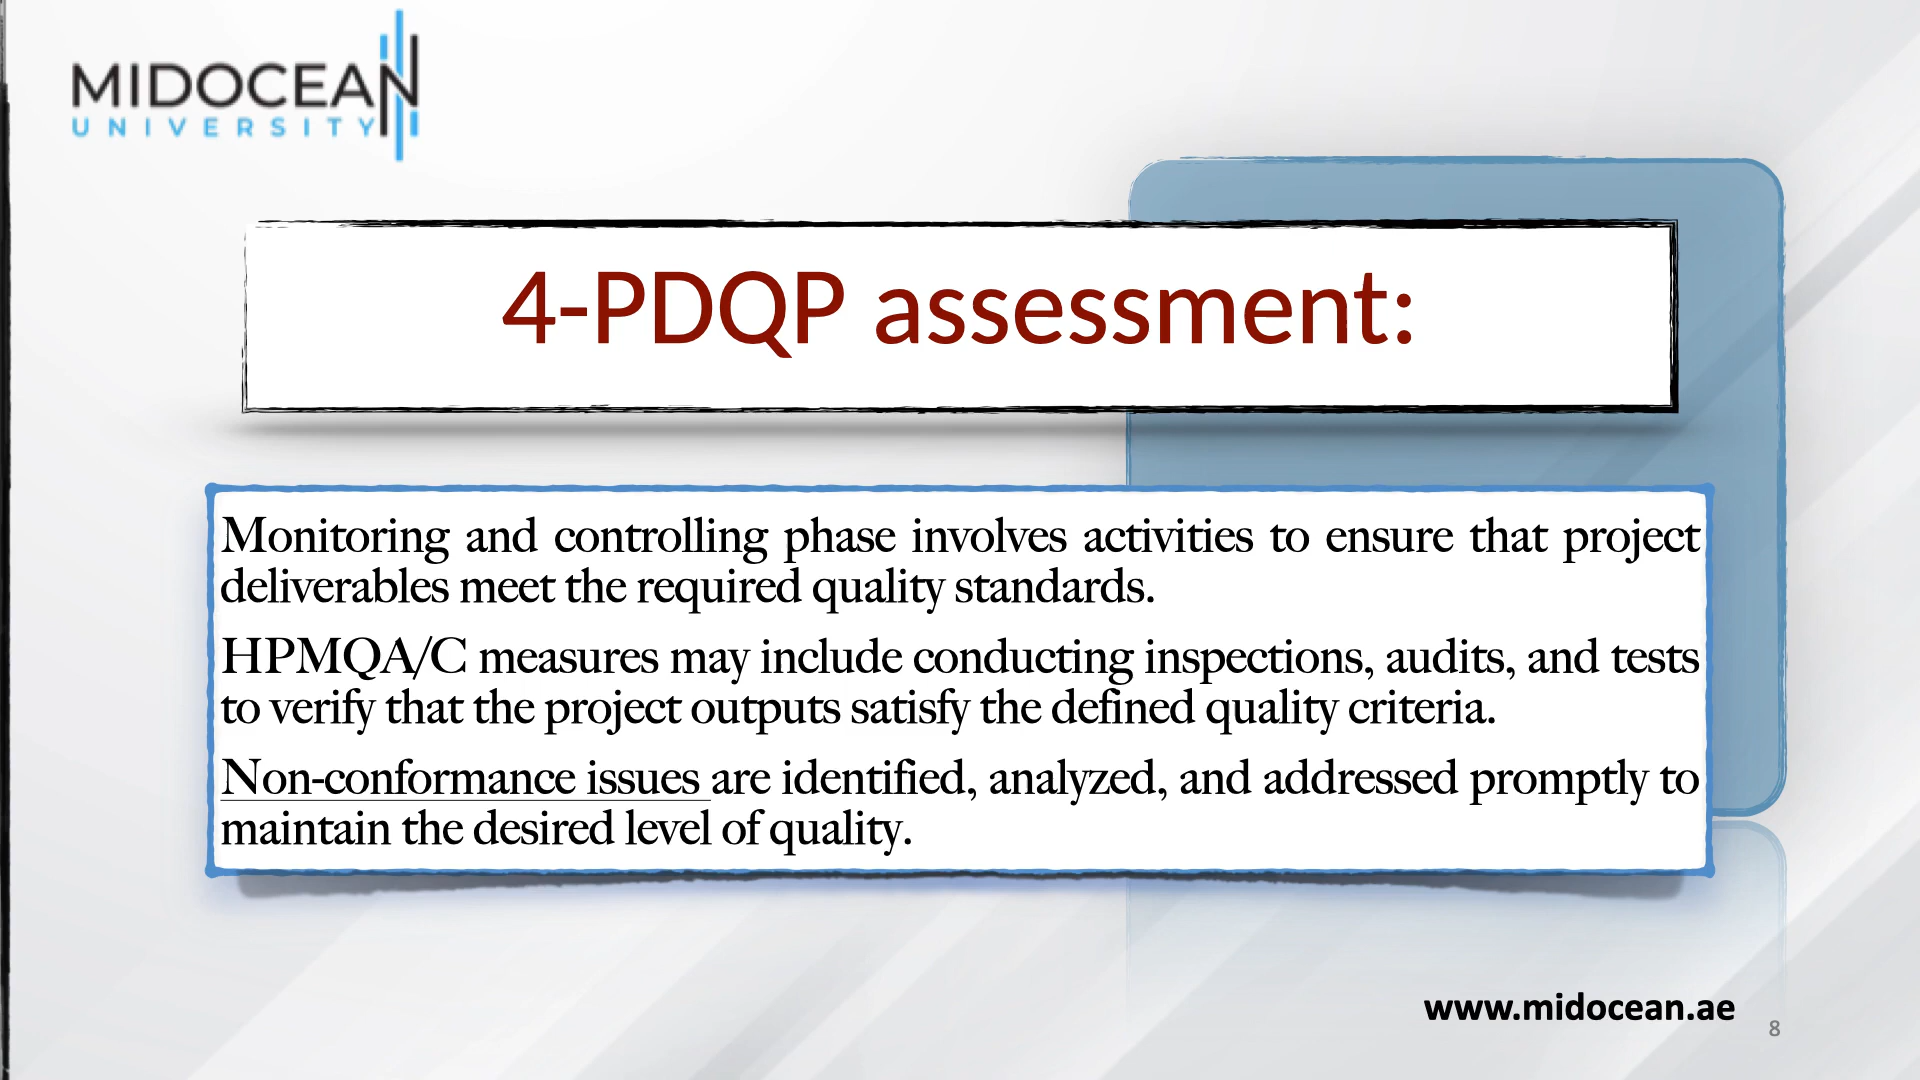 MIDOCEAN
UNIVERSITY
4-PDQP assessment:
Monitoring and controlling phase involves activities to ensure that project
deliverables meet the required quality standards.
HPMQA/C measures may include conducting inspections, audits, and tests
to verify that the project outputs satisfy the defined quality criteria.
Non-conformance issues are identified, analyzed, and addressed promptly to
maintain the desired level of quality.
www.midocean.ae
8